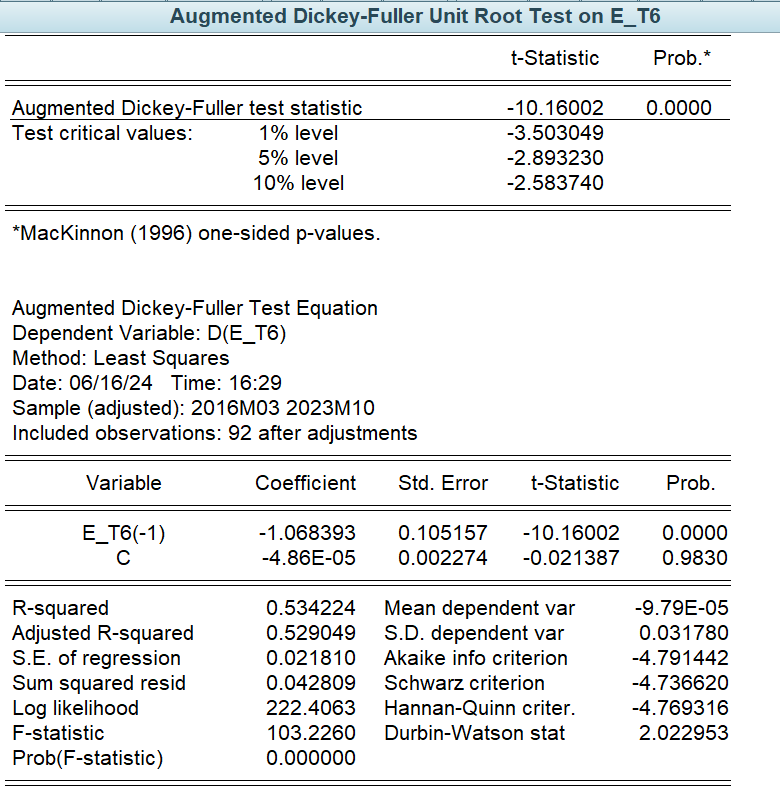 Augmented Dickey-Fuller Unit Root Test on E_T6
t-Statistic Prob.*
Augmented Dickey-Fuller test statistic -10.16002 0.0000
Test critical values: 1% level -3.503049
5% level -2.893230
10% level -2.583740
*MacKinnon (1996) one-sided p-values.
Augmented Dickey-Fuller Test Equation
Dependent Variable: D(E_T6)
Method: Least Squares
Date: 06/16/24 Time: 16:29
Sample (adjusted): 2016M03 2023M10
Included observations: 92 after adjustments
Variable Coefficient Std. Error t-Statistic Prob.
E_T6(-1) -1.068393 0.105157 -10.16002 0.0000
C -4.86E-05 0.002274 -0.021387 0.9830
R-squared 0.534224 Mean dependent var -9.79E-05
Adjusted R-squared 0.529049 S.D. dependent var 0.031780
S.E. of regression 0.021810 Akaike info criterion -4.791442
Sum squared resid 0.042809 Schwarz criterion -4.736620
Log likelihood 222.4063 Hannan-Quinn criter. -4.769316
F-statistic 103.2260 Durbin-Watson stat 2.022953
Prob(F-statistic) 0.000000